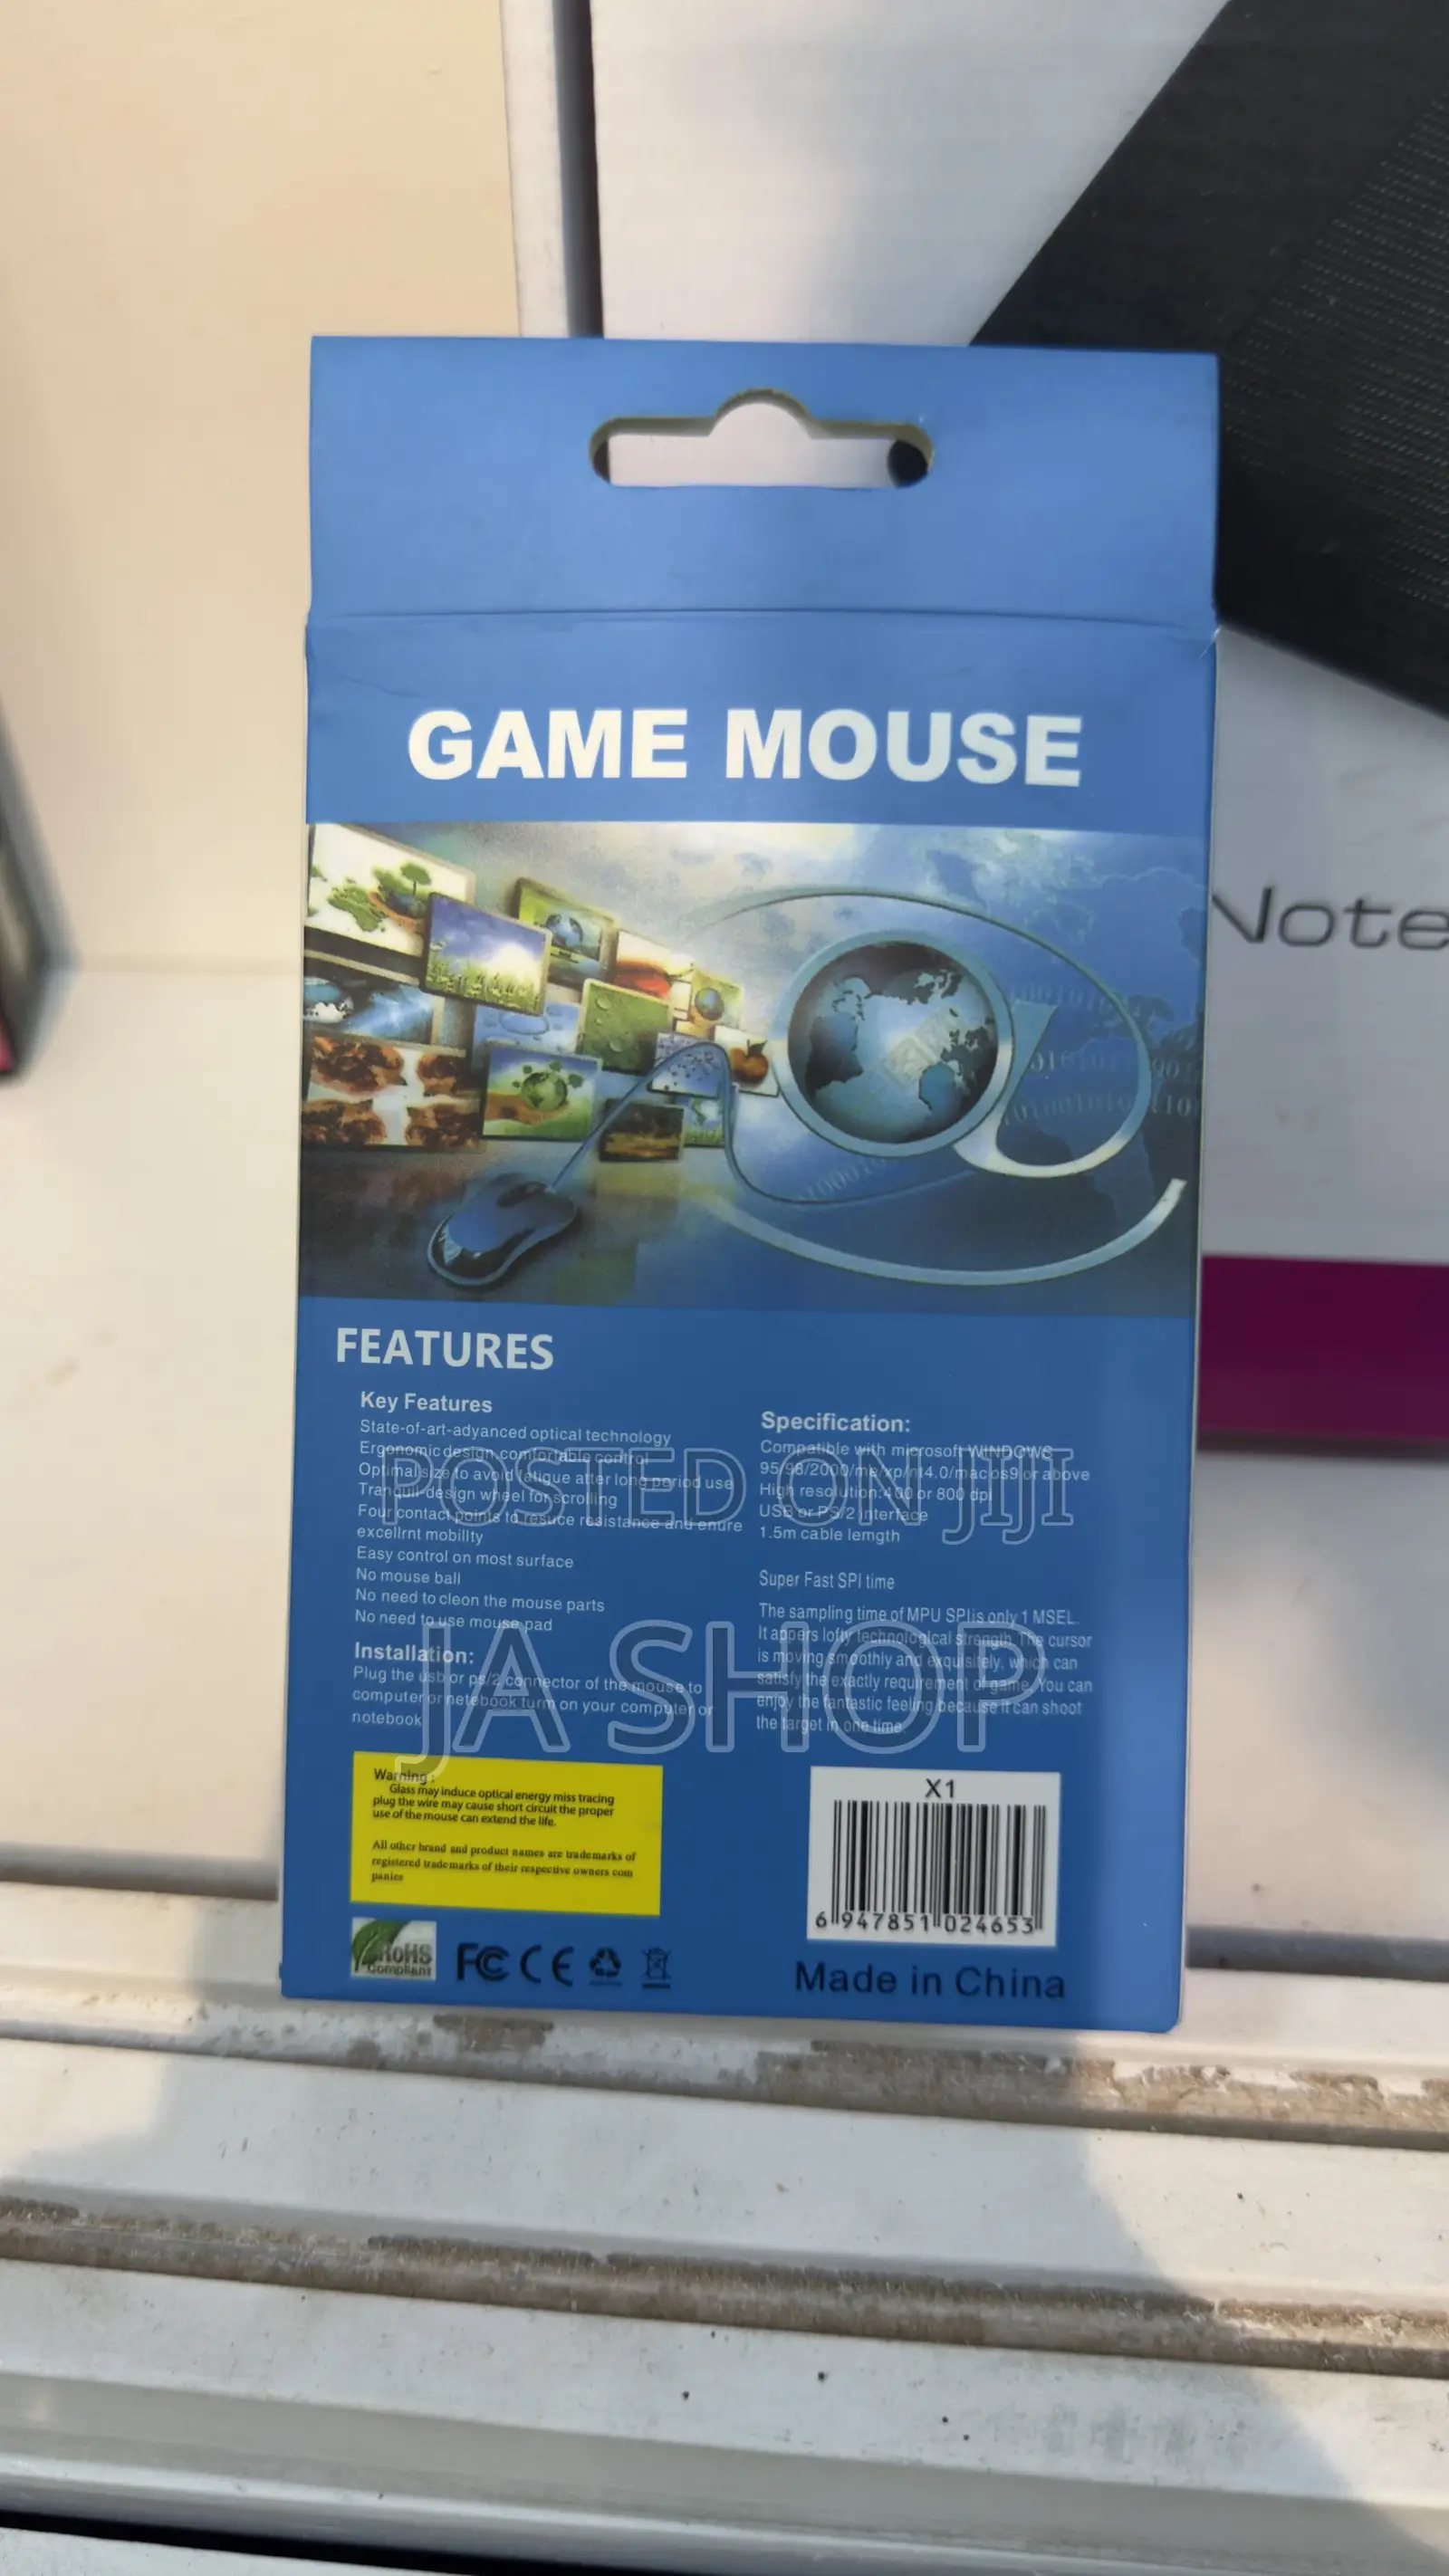 GAME MOUSE
Note
FEATURES
Key Features
State-of-art-adyanced optical technology
Ergonomic design,comfortable control
Optimal size to avoid fatigue atter long period use
Tranquil-design wheel for scrolling
Four contact points to resuce resistance and enure
excellrnt mobility
Easy control on most surface
No mouse ball
No need to cleon the mouse parts
No need to use mouse pad
Installation:
Plug the usb or ps/2 connector of the mouse to
computer or netebook turm on your computer or
notebook
Specification:
Compatible with microsoft WINDOWS
95/98/2000/me/xp/nt4.0/mac os9 or above
High resolution:400 or 800 dpi
USB or PS/2 interface
1.5m cable length
Super Fast SPI time
The sampling time of MPU SPI is only 1 MSEL.
It appers lofty technological strength. The cursor
is moving smoothly and exquisitely, which can
satisfy the exactly requirement of game. You can
enjoy the fantastic feeling because it can shoot
the target in one time.
POSTED ON JIJI
JA SHOP
Warning :
Glass may induce optical energy miss tracing
plug the wire may cause short circuit the proper
use of the mouse can extend the life.
All other brand and product names are trademarks of
registered trademarks of their respective owners com
panies
X1
6 947851 024653
RoHS
Compliant
FC CE
Made in China